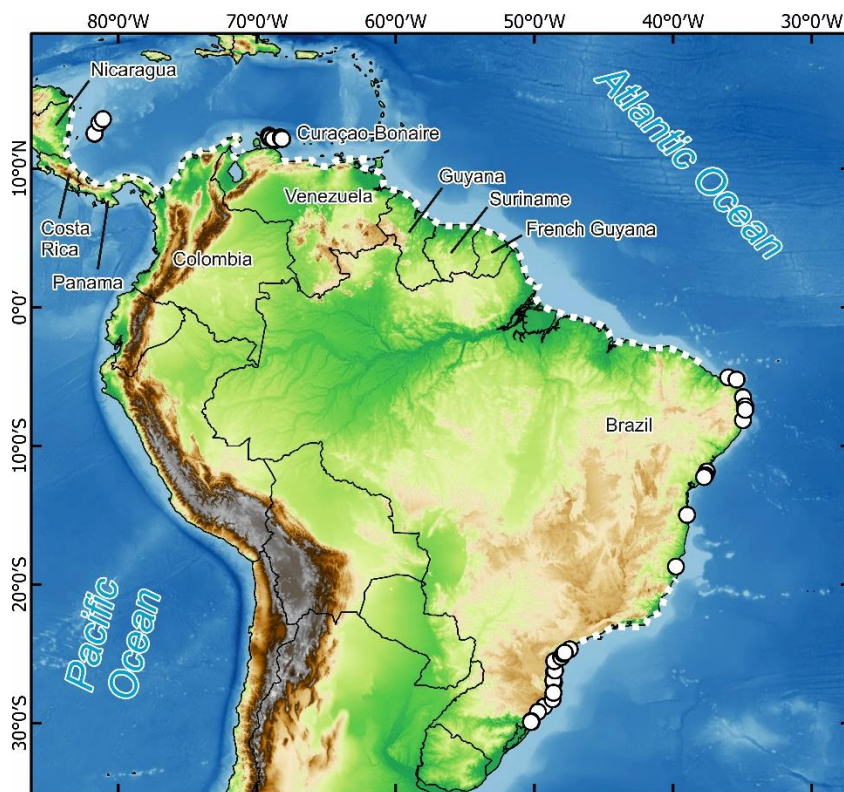 80°0'W
70°0'W
60°0'W
50°0'W
40°0'W
30°0'W
Nicaragua
Atlantic Ocean
Curaçao-Bonaire
10°0'N
Guyana
Venezuela
Suriname
Costa
Rica
French Guyana
Colombia
Panama
0°0'
Brazil
10°0'S
20°0'S
Pacific
Ocean
30°0'S